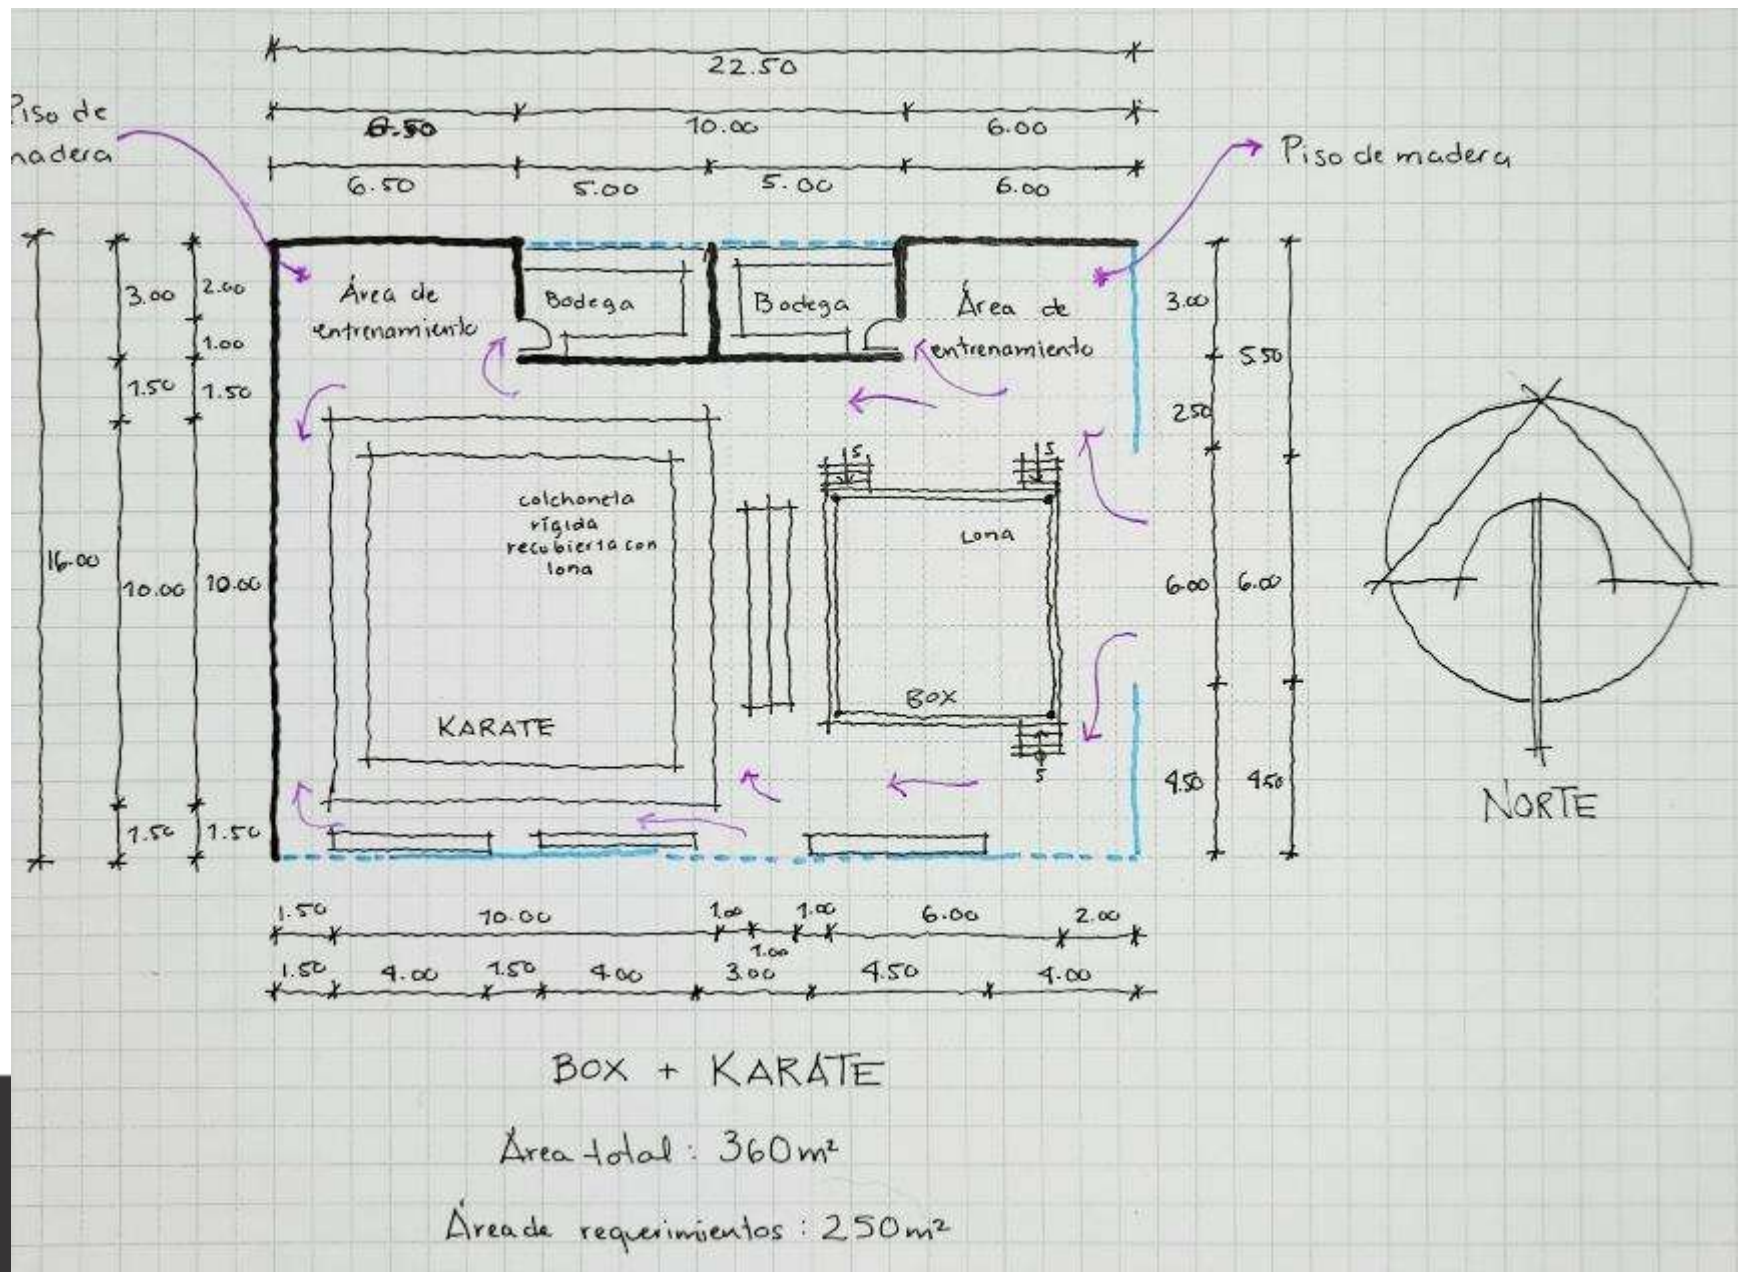 22.50
6.50
10.00
6.00
6.50
5.00
5.00
6.00
Piso de
madera
Piso de madera
3.00
2.00
1.00
1.50
1.50
16.00
10.00
10.00
1.50
1.50
Área de
entrenamiento
Bodega
Bodega
Área de
entrenamiento
3.00
5.50
2.50
6.00
6.00
4.50
4.50
colchoneta
rígida
recubierta con
lona
KARATE
5
5
Lona
BOX
5
NORTE
1.50
10.00
1.00
1.00
1.00
6.00
2.00
1.50
4.00
1.50
4.00
3.00
4.50
4.00
BOX + KARATE
Área total: 360m²
Área de requerimientos: 250m²